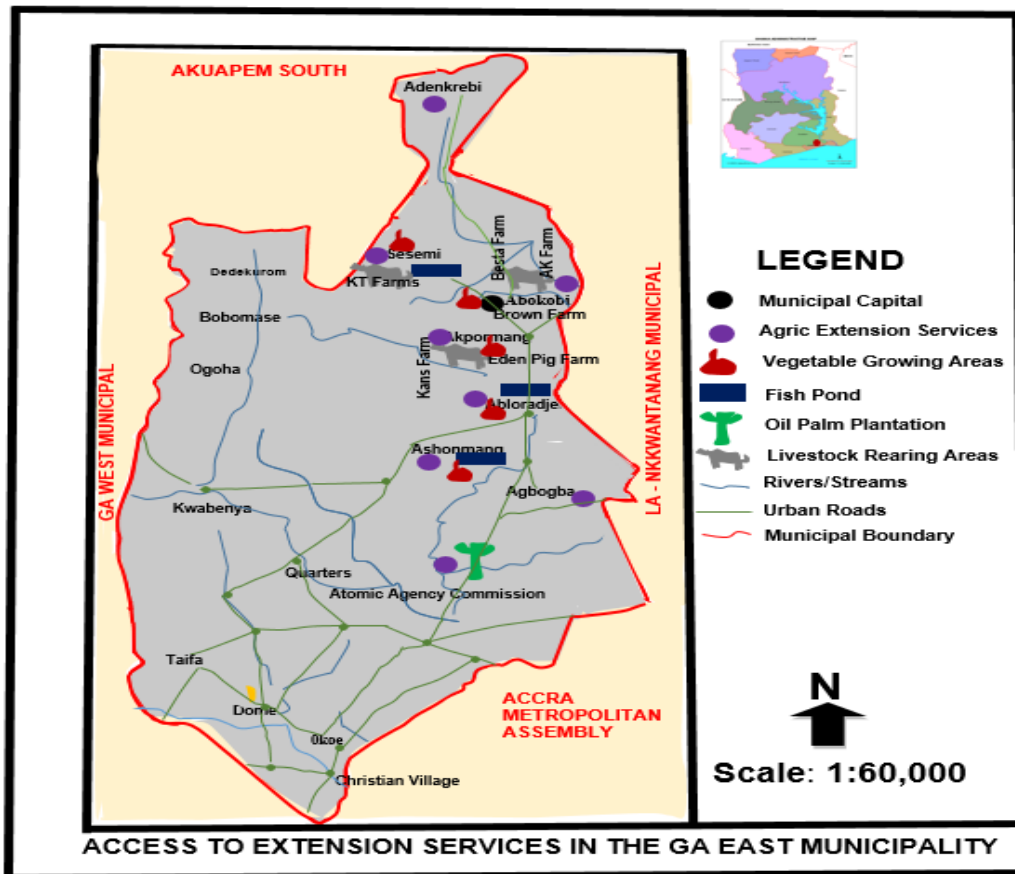 AKUAPEM SOUTH
Adenkrebi
Besta Farm
AK Farm
Sesemi
KT Farms
Dedekurom
Abokobi
Brown Farm
Bobomase
Akpormang
Eden Pig Farm
Kans Farm
Ogoha
Abloradje
GA WEST MUNICIPAL
LA - NKKWANTANANG MUNICIPAL
Ashonmang
Agbogba
Kwabenya
Quarters
Atomic Agency Commission
Taifa
Dome
Okoe
Christian Village
ACCRA
METROPOLITAN
ASSEMBLY
LEGEND
Municipal Capital
Agric Extension Services
Vegetable Growing Areas
Fish Pond
Oil Palm Plantation
Livestock Rearing Areas
Rivers/Streams
Urban Roads
Municipal Boundary
N
Scale: 1:60,000
ACCESS TO EXTENSION SERVICES IN THE GA EAST MUNICIPALITY